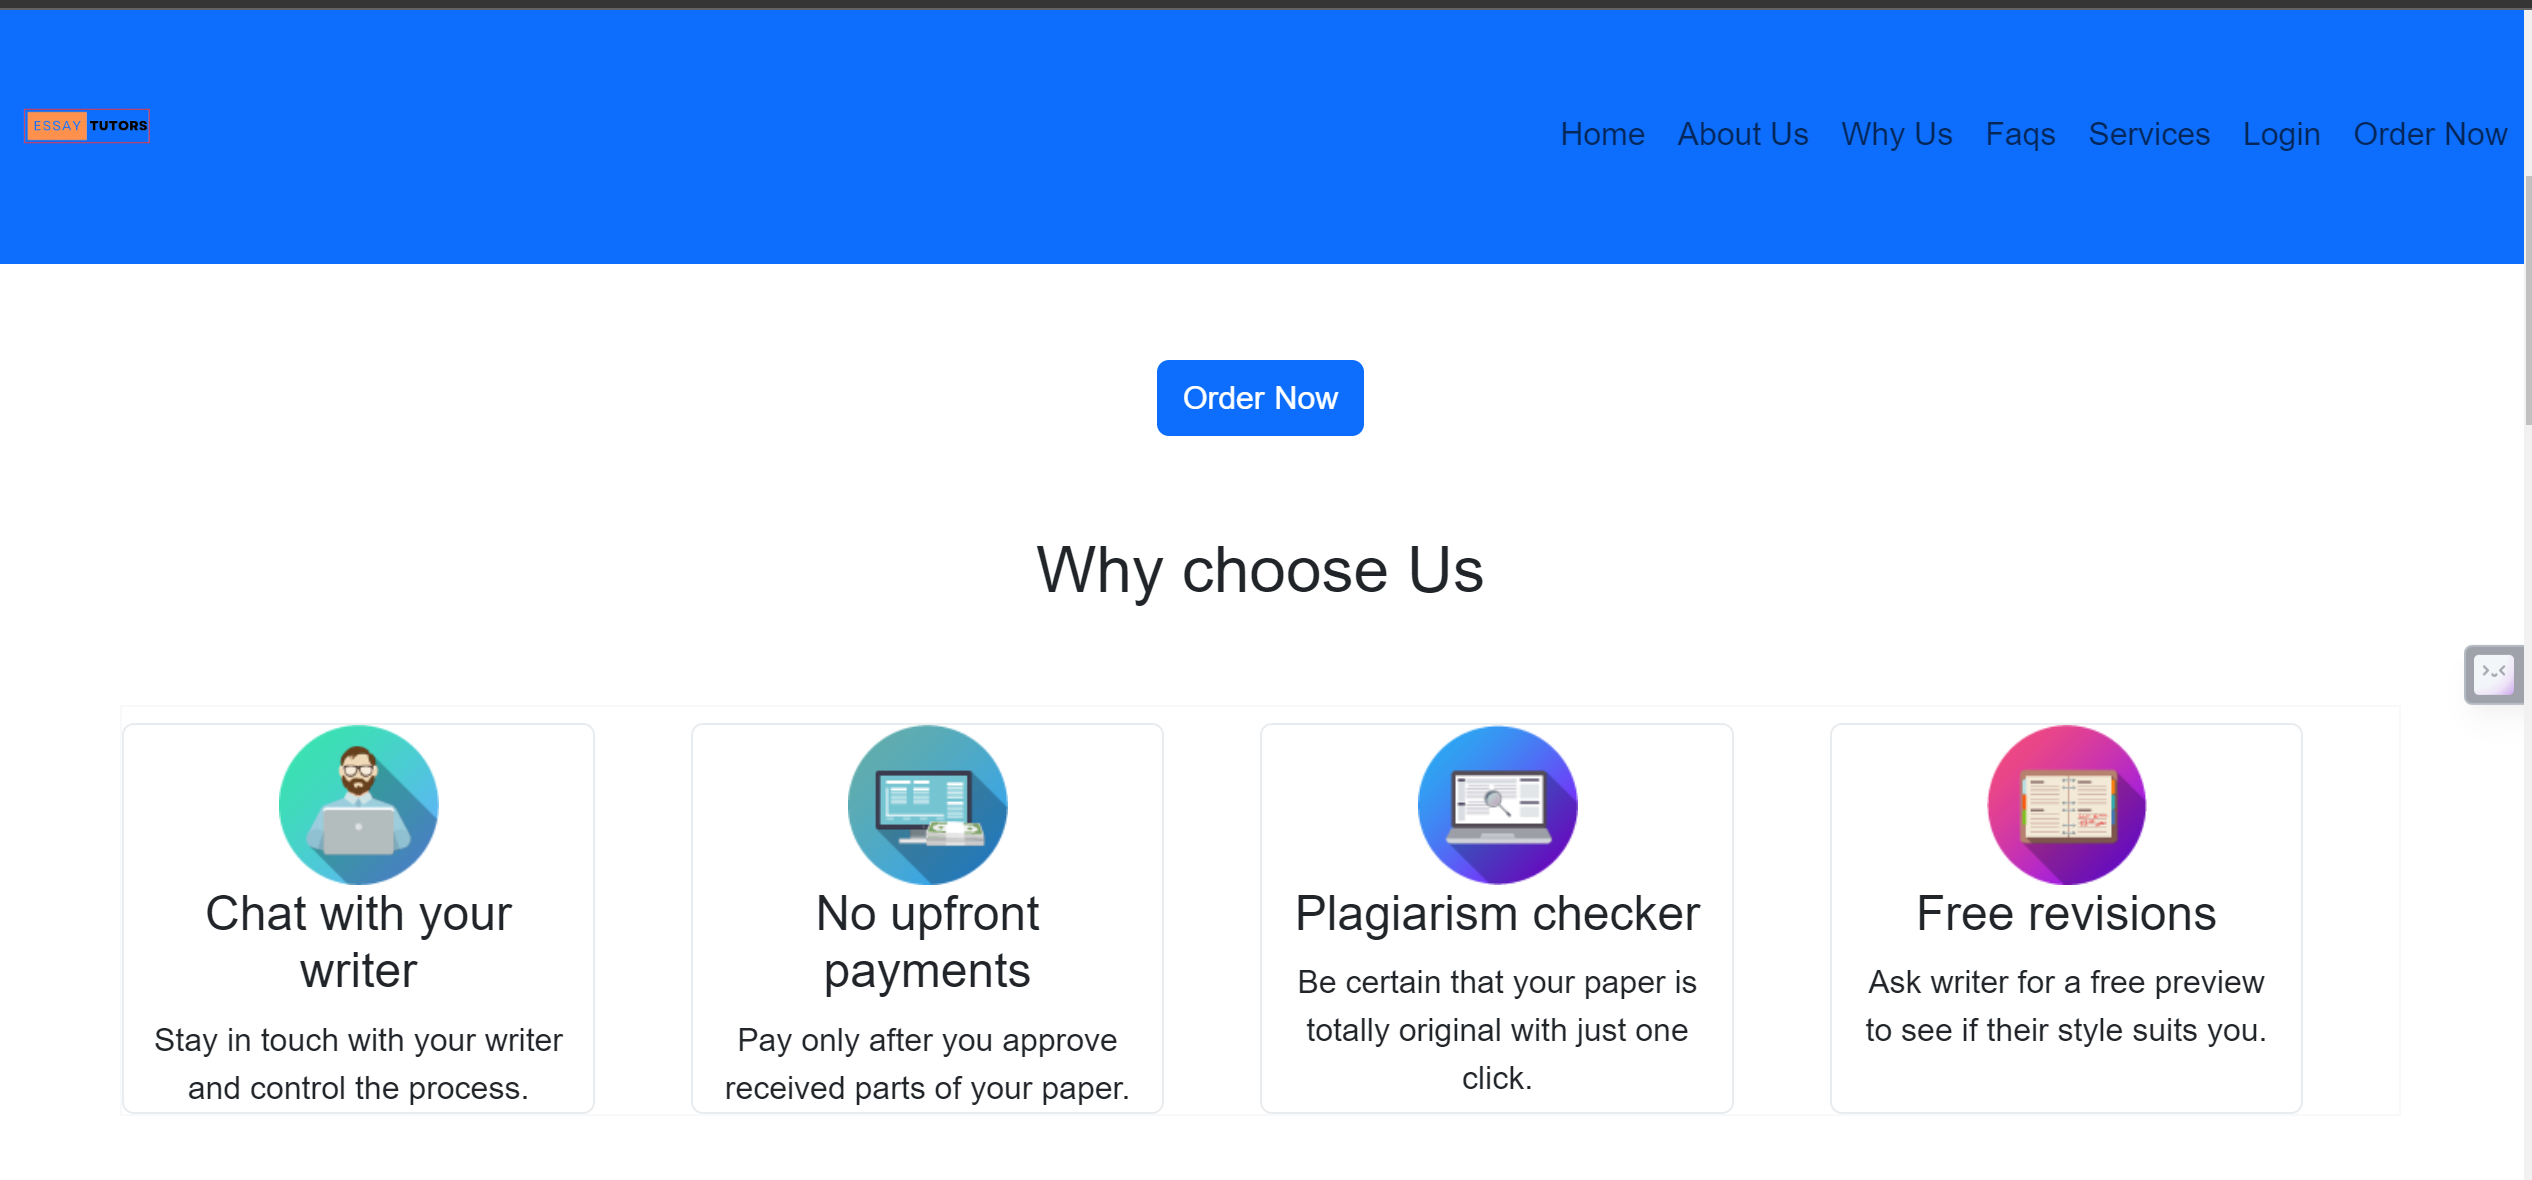 ESSAY TUTORS
Home About Us Why Us Faqs Services Login Order Now
Order Now
Why choose Us
Chat with your
writer
Stay in touch with your writer
and control the process.
No upfront
payments
Pay only after you approve
received parts of your paper.
Plagiarism checker
Be certain that your paper is
totally original with just one
click.
Free revisions
Ask writer for a free preview
to see if their style suits you.